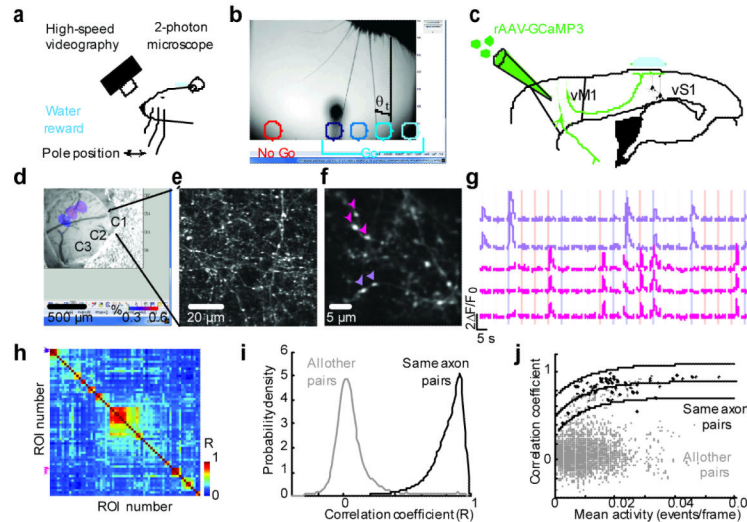 a
High-speed
videography
2-photon
microscope
Water
reward
Pole position
b
θt
No Go
Go
c
rAAV-GCaMP3
vM1
vS1
d
C1
C2
C3
500 µm
%
0.3 0.6
e
20 µm
f
5 µm
g
2ΔF/F0
5 s
h
ROI number
ROI number
R
1
0
i
Probability density
5
4
3
2
1
0
All other
pairs
Same axon
pairs
0
1
Correlation coefficient (R)
j
Correlation coefficient
1
0
Same axon
pairs
All other
pairs
0
0.02
0.04
0.0
Mean activity (events/frame)